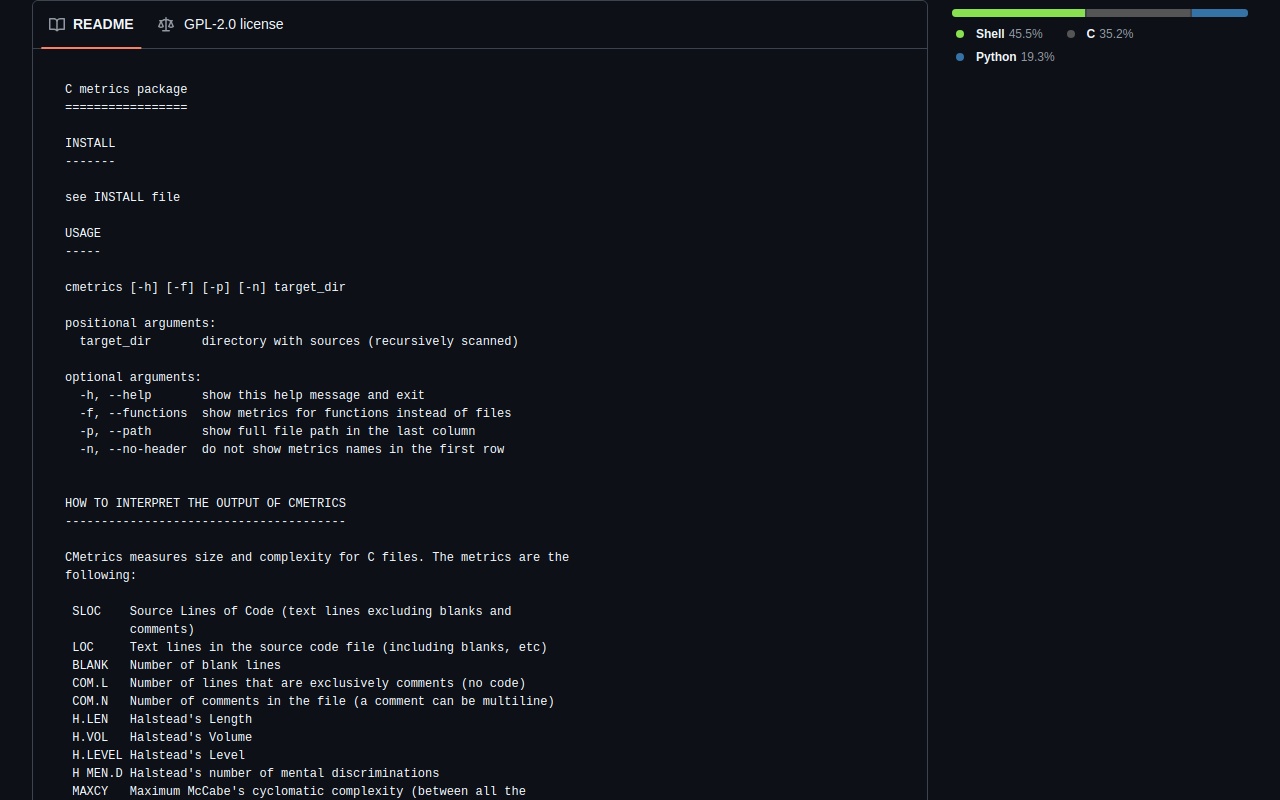 README GPL-2.0 license
Shell 45.5% C 35.2%
Python 19.3%
C metrics package
=================
INSTALL
-------
see INSTALL file
USAGE
-----
cmetrics [-h] [-f] [-p] [-n] target_dir
positional arguments:
  target_dir       directory with sources (recursively scanned)
optional arguments:
  -h, --help       show this help message and exit
  -f, --functions  show metrics for functions instead of files
  -p, --path       show full file path in the last column
  -n, --no-header  do not show metrics names in the first row
HOW TO INTERPRET THE OUTPUT OF CMETRICS
---------------------------------------
CMetrics measures size and complexity for C files. The metrics are the
following:
 SLOC    Source Lines of Code (text lines excluding blanks and
         comments)
 LOC     Text lines in the source code file (including blanks, etc)
 BLANK   Number of blank lines
 COM.L   Number of lines that are exclusively comments (no code)
 COM.N   Number of comments in the file (a comment can be multiline)
 H.LEN   Halstead's Length
 H.VOL   Halstead's Volume
 H.LEVEL Halstead's Level
 H MEN.D Halstead's number of mental discriminations
 MAXCY   Maximum McCabe's cyclomatic complexity (between all the